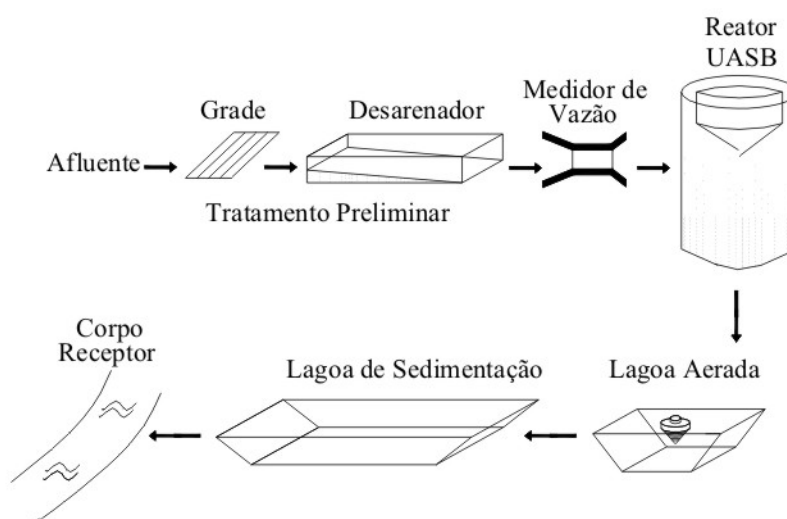 Reator
UASB
Medidor de
Vazão
Grade
Desarenador
Afluente
Tratamento Preliminar
Corpo
Receptor
Lagoa de Sedimentação
Lagoa Aerada